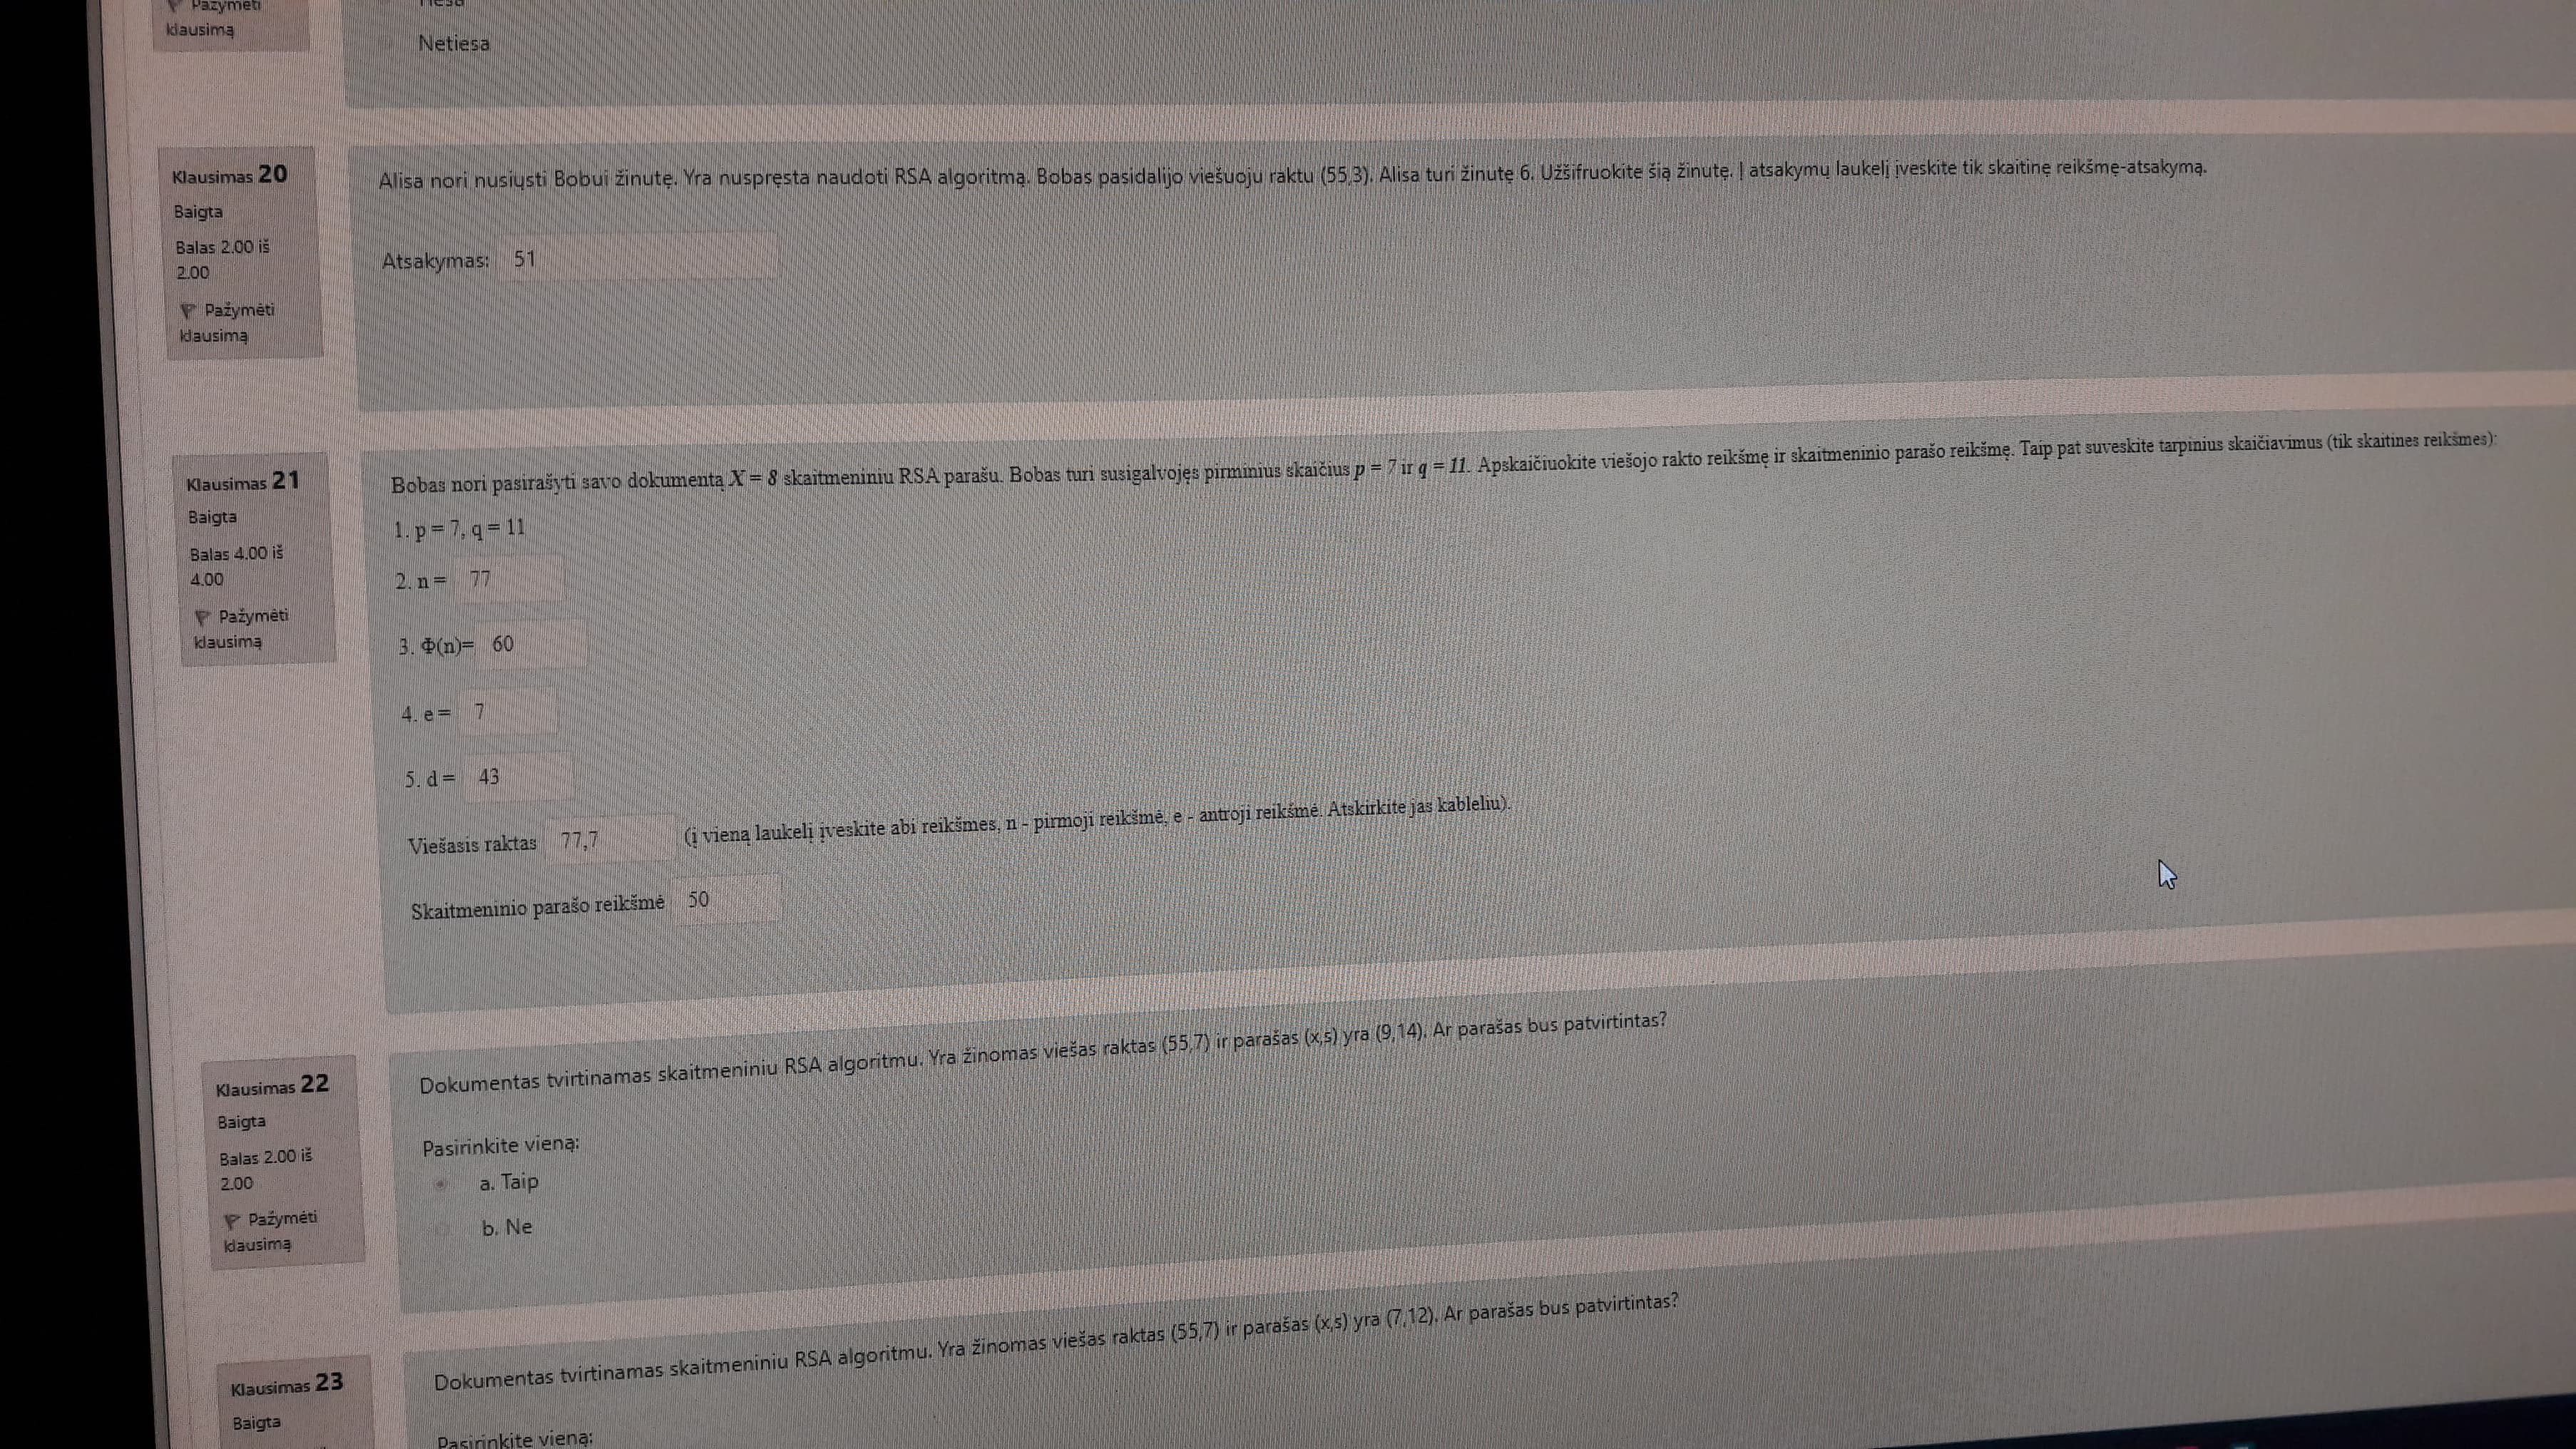 Pažymėti
klausimą
Netiesa
Klausimas 20
Baigta
Balas 2.00 iš
2.00
Pažymėti
klausimą
Alisa nori nusiųsti Bobui žinutę. Yra nuspręsta naudoti RSA algoritmą. Bobas pasidalijo viešuoju raktu (55,3). Alisa turi žinutę 6. Užšifruokite šią žinutę. Į atsakymų laukelį įveskite tik skaitinę reikšmę-atsakymą.
Atsakymas: 51
Klausimas 21
Baigta
Balas 4.00 iš
4.00
Pažymėti
klausimą
Bobas nori pasirašyti savo dokumentą X = 8 skaitmeniniu RSA parašu. Bobas turi susigalvojęs pirminius skaičius p = 7 ir q = 11. Apskaičiuokite viešojo rakto reikšmę ir skaitmeninio parašo reikšmę. Taip pat suveskite tarpinius skaičiavimus (tik skaitines reikšmes):
1. p = 7, q = 11
2. n = 77
3. Φ(n)= 60
4. e = 7
5. d = 43
Viešasis raktas 77,7 (į vieną laukelį įveskite abi reikšmes, n - pirmoji reikšmė, e - antroji reikšmė. Atskirkite jas kableliu).
Skaitmeninio parašo reikšmė 50
Klausimas 22
Baigta
Balas 2.00 iš
2.00
Pažymėti
klausimą
Dokumentas tvirtinamas skaitmeniniu RSA algoritmu. Yra žinomas viešas raktas (55,7) ir parašas (x,s) yra (9,14). Ar parašas bus patvirtintas?
Pasirinkite vieną:
a. Taip
b. Ne
Klausimas 23
Baigta
Dokumentas tvirtinamas skaitmeniniu RSA algoritmu. Yra žinomas viešas raktas (55,7) ir parašas (x,s) yra (7,12). Ar parašas bus patvirtintas?
Pasirinkite vieną: